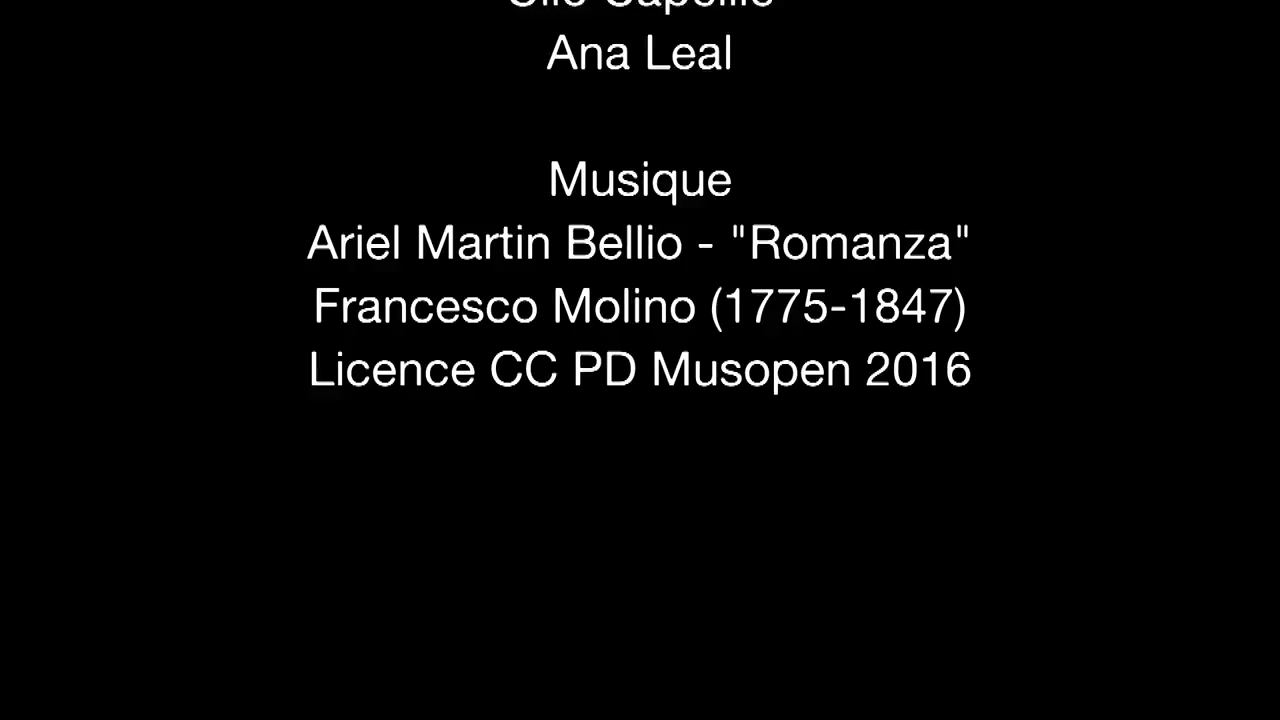 Ana Leal
Musique
Ariel Martin Bellio - "Romanza"
Francesco Molino (1775-1847)
Licence CC PD Musopen 2016